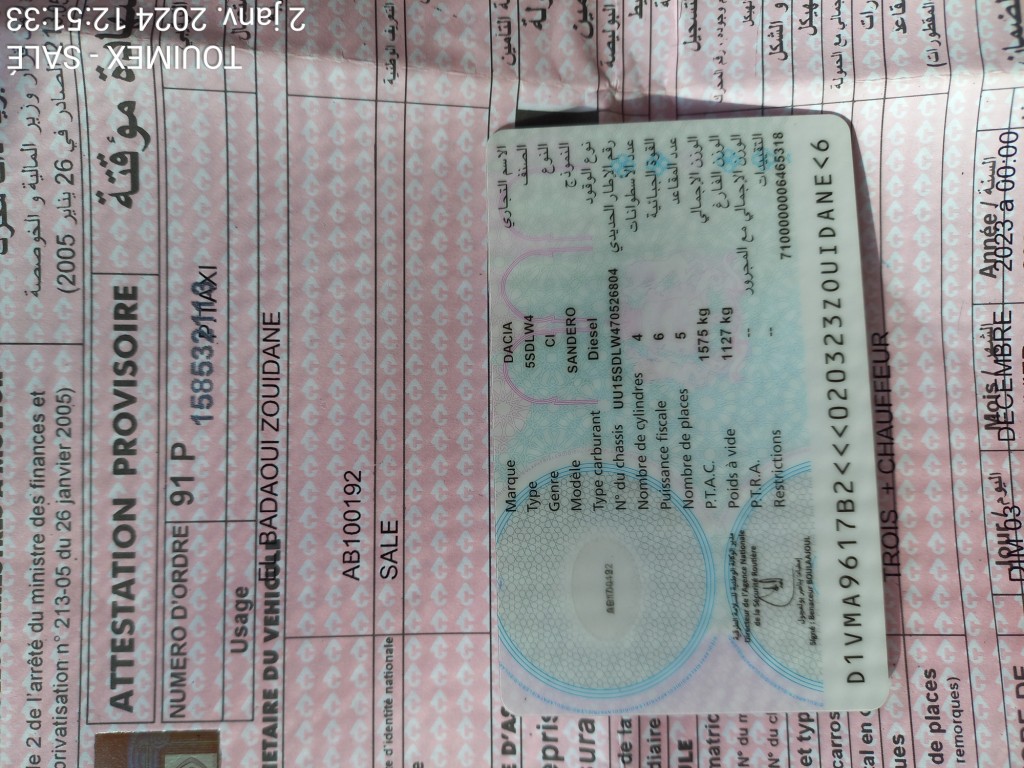 le 2 de l'arrêté du ministre des finances et
privatisation n° 213-05 du 26 janvier 2005)
وزير المالية و الخوصصة
الصادر في 26 يناير 2005)
TOUIMEX - SALÉ
2 janv. 2024 12:51:33
ATTESTATION PROVISOIRE
مؤقتة
NUMERO D'ORDRE
91 P
158532113
P.TAXI
Usage
ETAIRE DU VEHICULE
EL BADAOUI ZOUIDANE
AB100192
e d'identité nationale
SALE
التعريف الوطنية
Marque DACIA الاسم التجاري
Type 5SDLW4 الصنف
Genre CI النوع
Modèle SANDERO النموذج
Type carburant Diesel نوع الوقود
N° du chassis UU15SDLW470526804 رقم الإطار الحديدي
Nombre de cylindres 4 عدد الأسطوانات
Puissance fiscale 6 القوة الجبائية
Nombre de places 5 عدد المقاعد
P.T.A.C. 1575 kg الوزن الإجمالي
Poids à vide 1127 kg الوزن الفارغ
P.T.R.A. -- الوزن الإجمالي مع المجرور
Restrictions -- التقييدات
7100000006465318
AB100192
مدير الوكالة الوطنية للسلامة الطرقية
Directeur de l'Agence Nationale
de la Sécurité Routière
Signé : Benaceur BOULAAJOUL
D1VMA9617B2<<<020323ZOUIDANE<6
TROIS + CHAUFFEUR
de places
remorques)
Jour / اليوم
Mois / الشهر
Année / السنة
DIM 03
DECEMBRE
2023 à 00:00